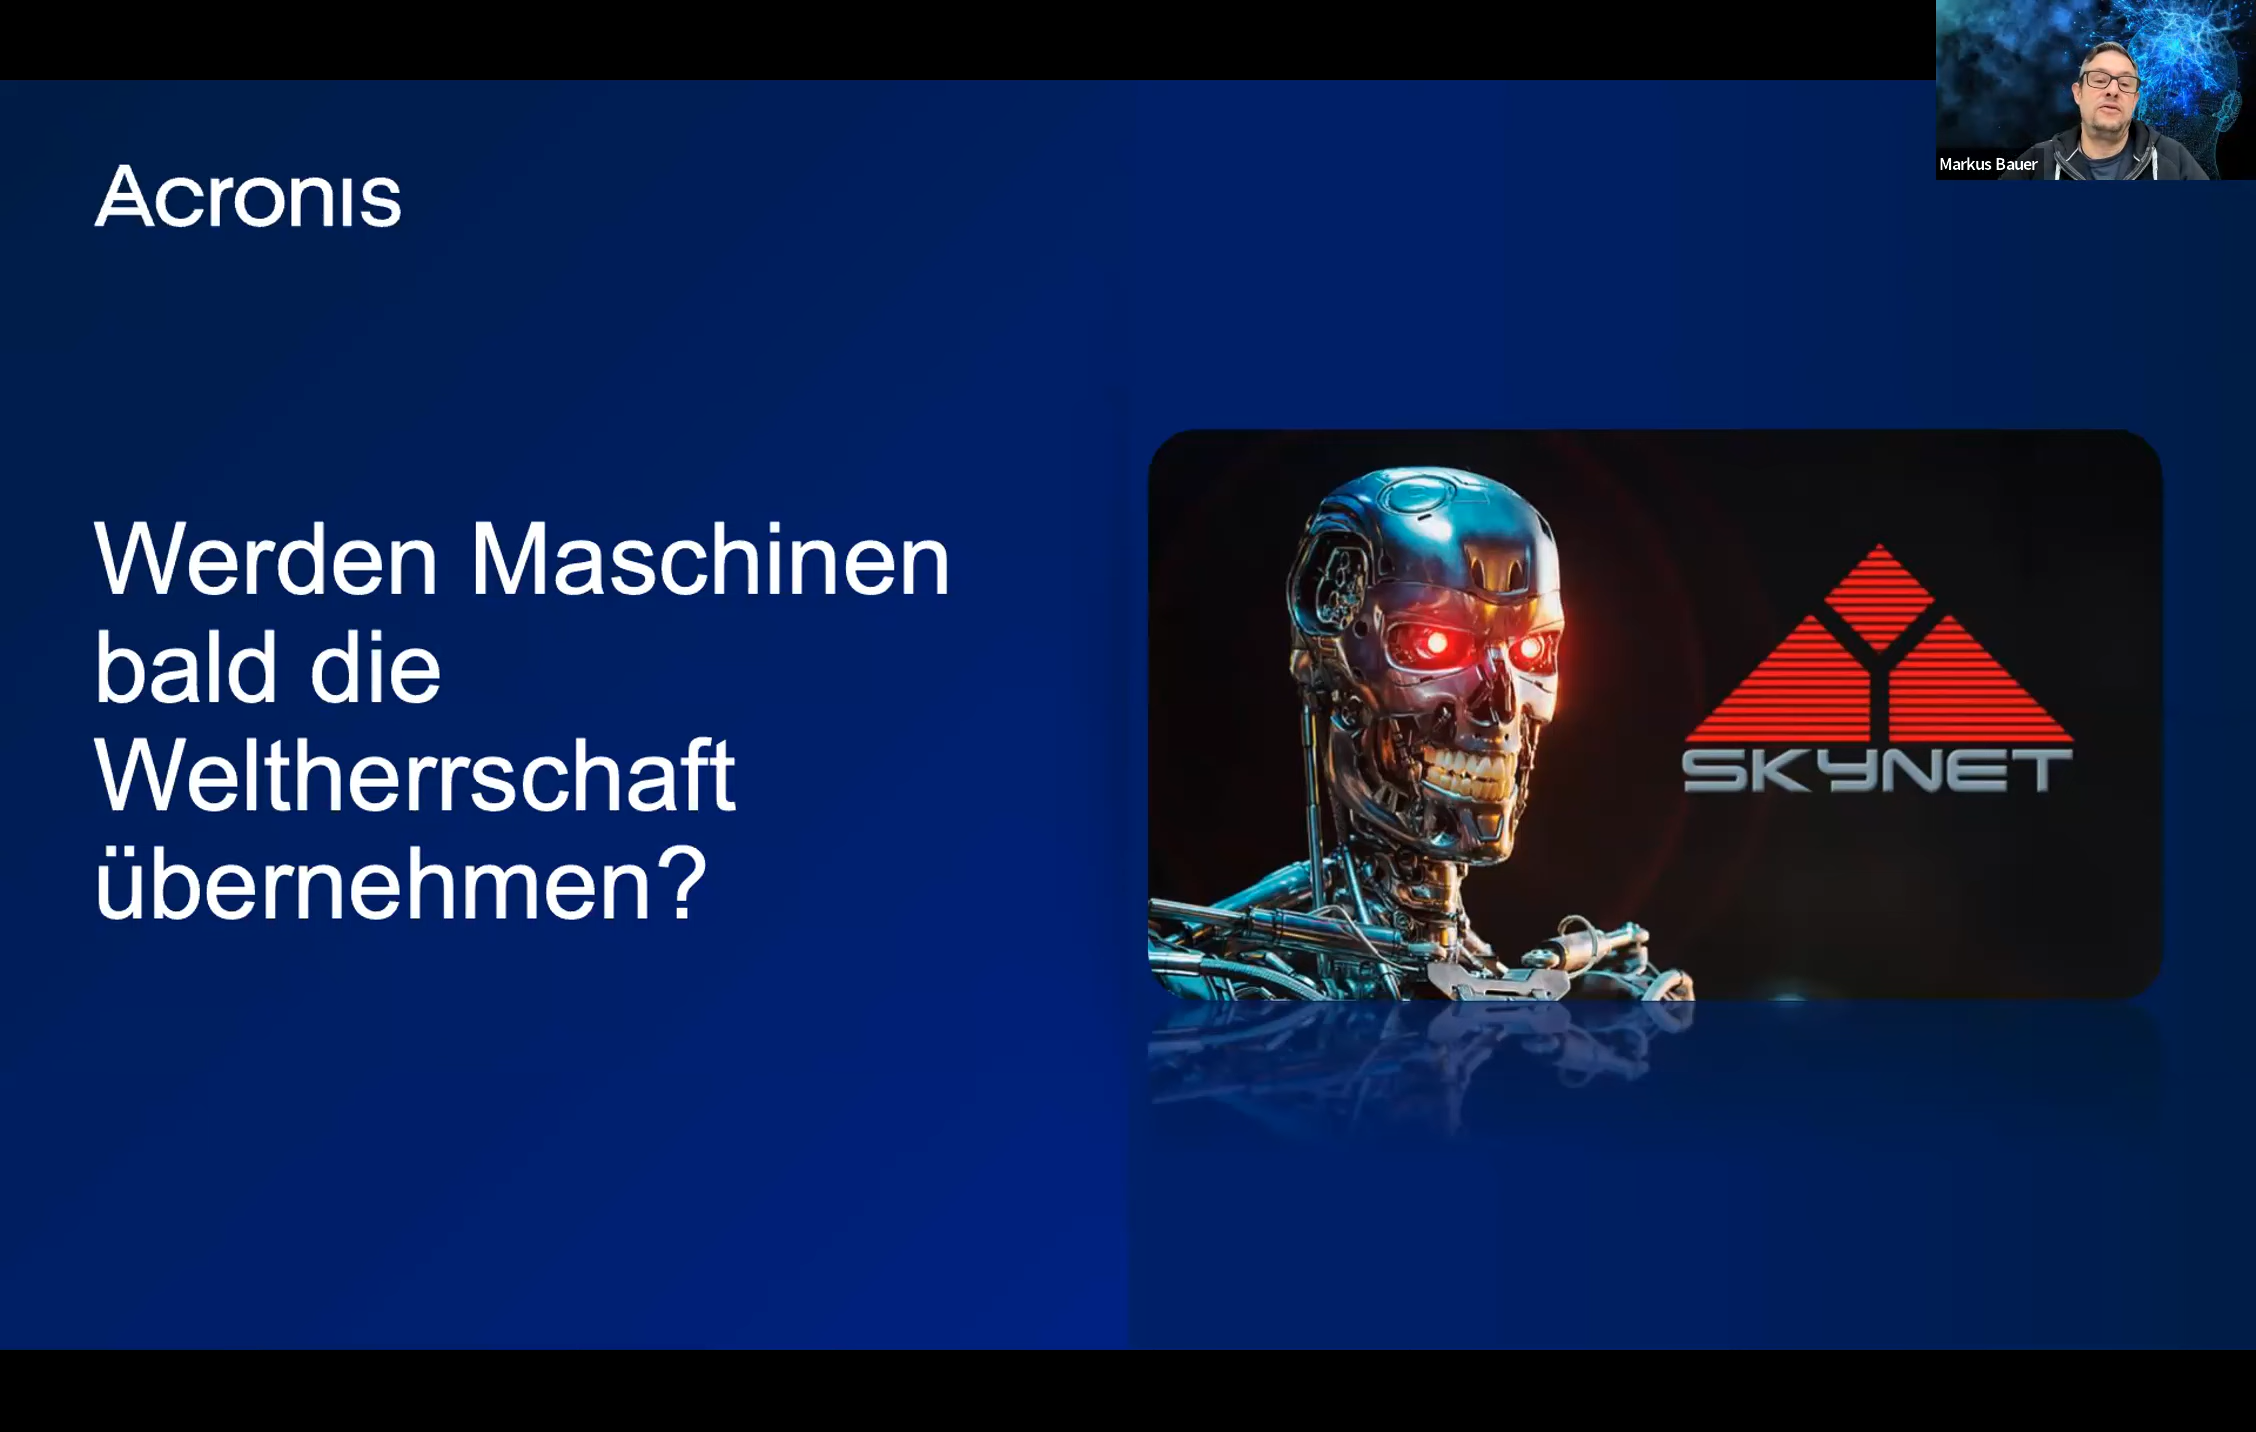 Markus Bauer
Acronis
Werden Maschinen
bald die
Weltherrschaft
übernehmen?
SKYNET